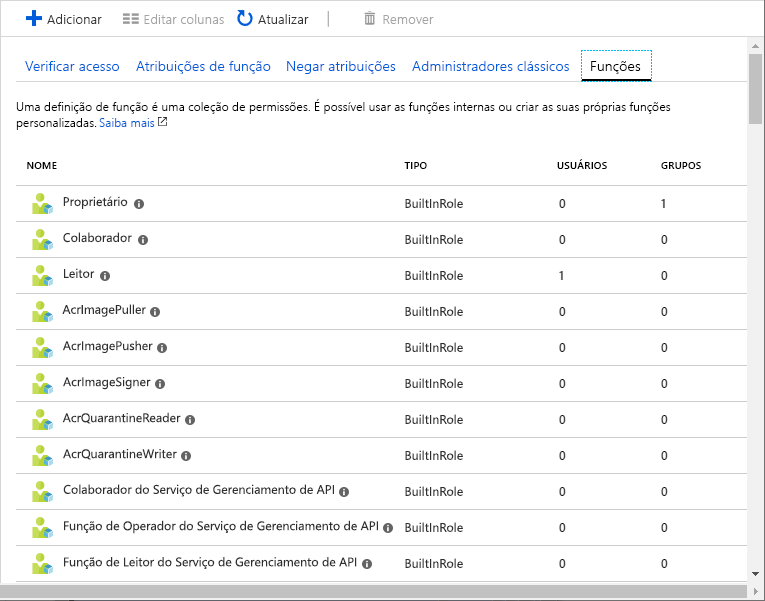 Adicionar Editar colunas Atualizar Remover
Verificar acesso Atribuições de função Negar atribuições Administradores clássicos Funções
Uma definição de função é uma coleção de permissões. É possível usar as funções internas ou criar as suas próprias funções
personalizadas. Saiba mais
NOME TIPO USUÁRIOS GRUPOS
Proprietário BuiltInRole 0 1
Colaborador BuiltInRole 0 0
Leitor BuiltInRole 1 0
AcrImagePuller BuiltInRole 0 0
AcrImagePusher BuiltInRole 0 0
AcrImageSigner BuiltInRole 0 0
AcrQuarantineReader BuiltInRole 0 0
AcrQuarantineWriter BuiltInRole 0 0
Colaborador do Serviço de Gerenciamento de API BuiltInRole 0 0
Função de Operador do Serviço de Gerenciamento de API BuiltInRole 0 0
Função de Leitor do Serviço de Gerenciamento de API BuiltInRole 0 0